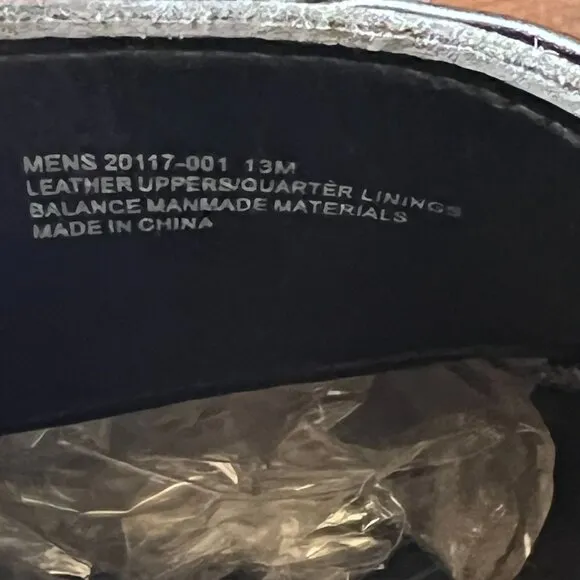 MENS 20117-001 13M
LEATHER UPPERS/QUARTER LININGS
BALANCE MANMADE MATERIALS
MADE IN CHINA